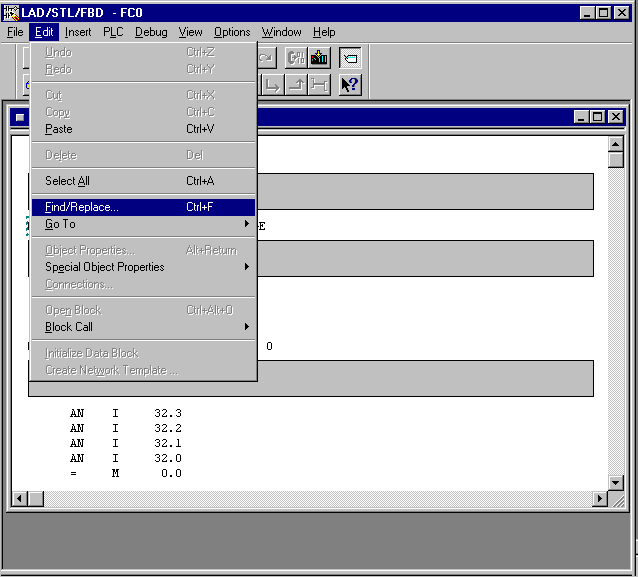 LAD/STL/FBD - FC0
File Edit Insert PLC Debug View Options Window Help
Undo Ctrl+Z
Redo Ctrl+Y
Cut Ctrl+X
Copy Ctrl+C
Paste Ctrl+V
Delete Del
Select All Ctrl+A
Find/Replace... Ctrl+F
Go To
Object Properties... Alt+Return
Special Object Properties
Connections...
Open Block Ctrl+Alt+O
Block Call
Initialize Data Block
Create Network Template ...
E
0
AN I 32.3
AN I 32.2
AN I 32.1
AN I 32.0
= M 0.0